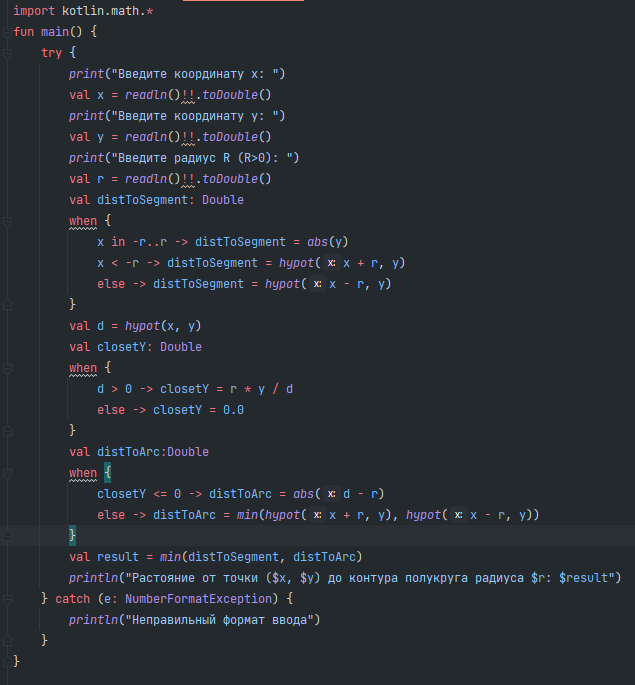 import kotlin.math.*
fun main() {
    try {
        print("Введите координату x: ")
        val x = readln()!!.toDouble()
        print("Введите координату y: ")
        val y = readln()!!.toDouble()
        print("Введите радиус R (R>0): ")
        val r = readln()!!.toDouble()
        val distToSegment: Double
        when {
            x in -r..r -> distToSegment = abs(y)
            x < -r -> distToSegment = hypot( x: x + r, y)
            else -> distToSegment = hypot( x: x - r, y)
        }
        val d = hypot(x, y)
        val closetY: Double
        when {
            d > 0 -> closetY = r * y / d
            else -> closetY = 0.0
        }
        val distToArc:Double
        when {
            closetY <= 0 -> distToArc = abs( x: d - r)
            else -> distToArc = min(hypot( x: x + r, y), hypot( x: x - r, y))
        }
        val result = min(distToSegment, distToArc)
        println("Растояние от точки ($x, $y) до контура полукруга радиуса $r: $result")
    } catch (e: NumberFormatException) {
        println("Неправильный формат ввода")
    }
}